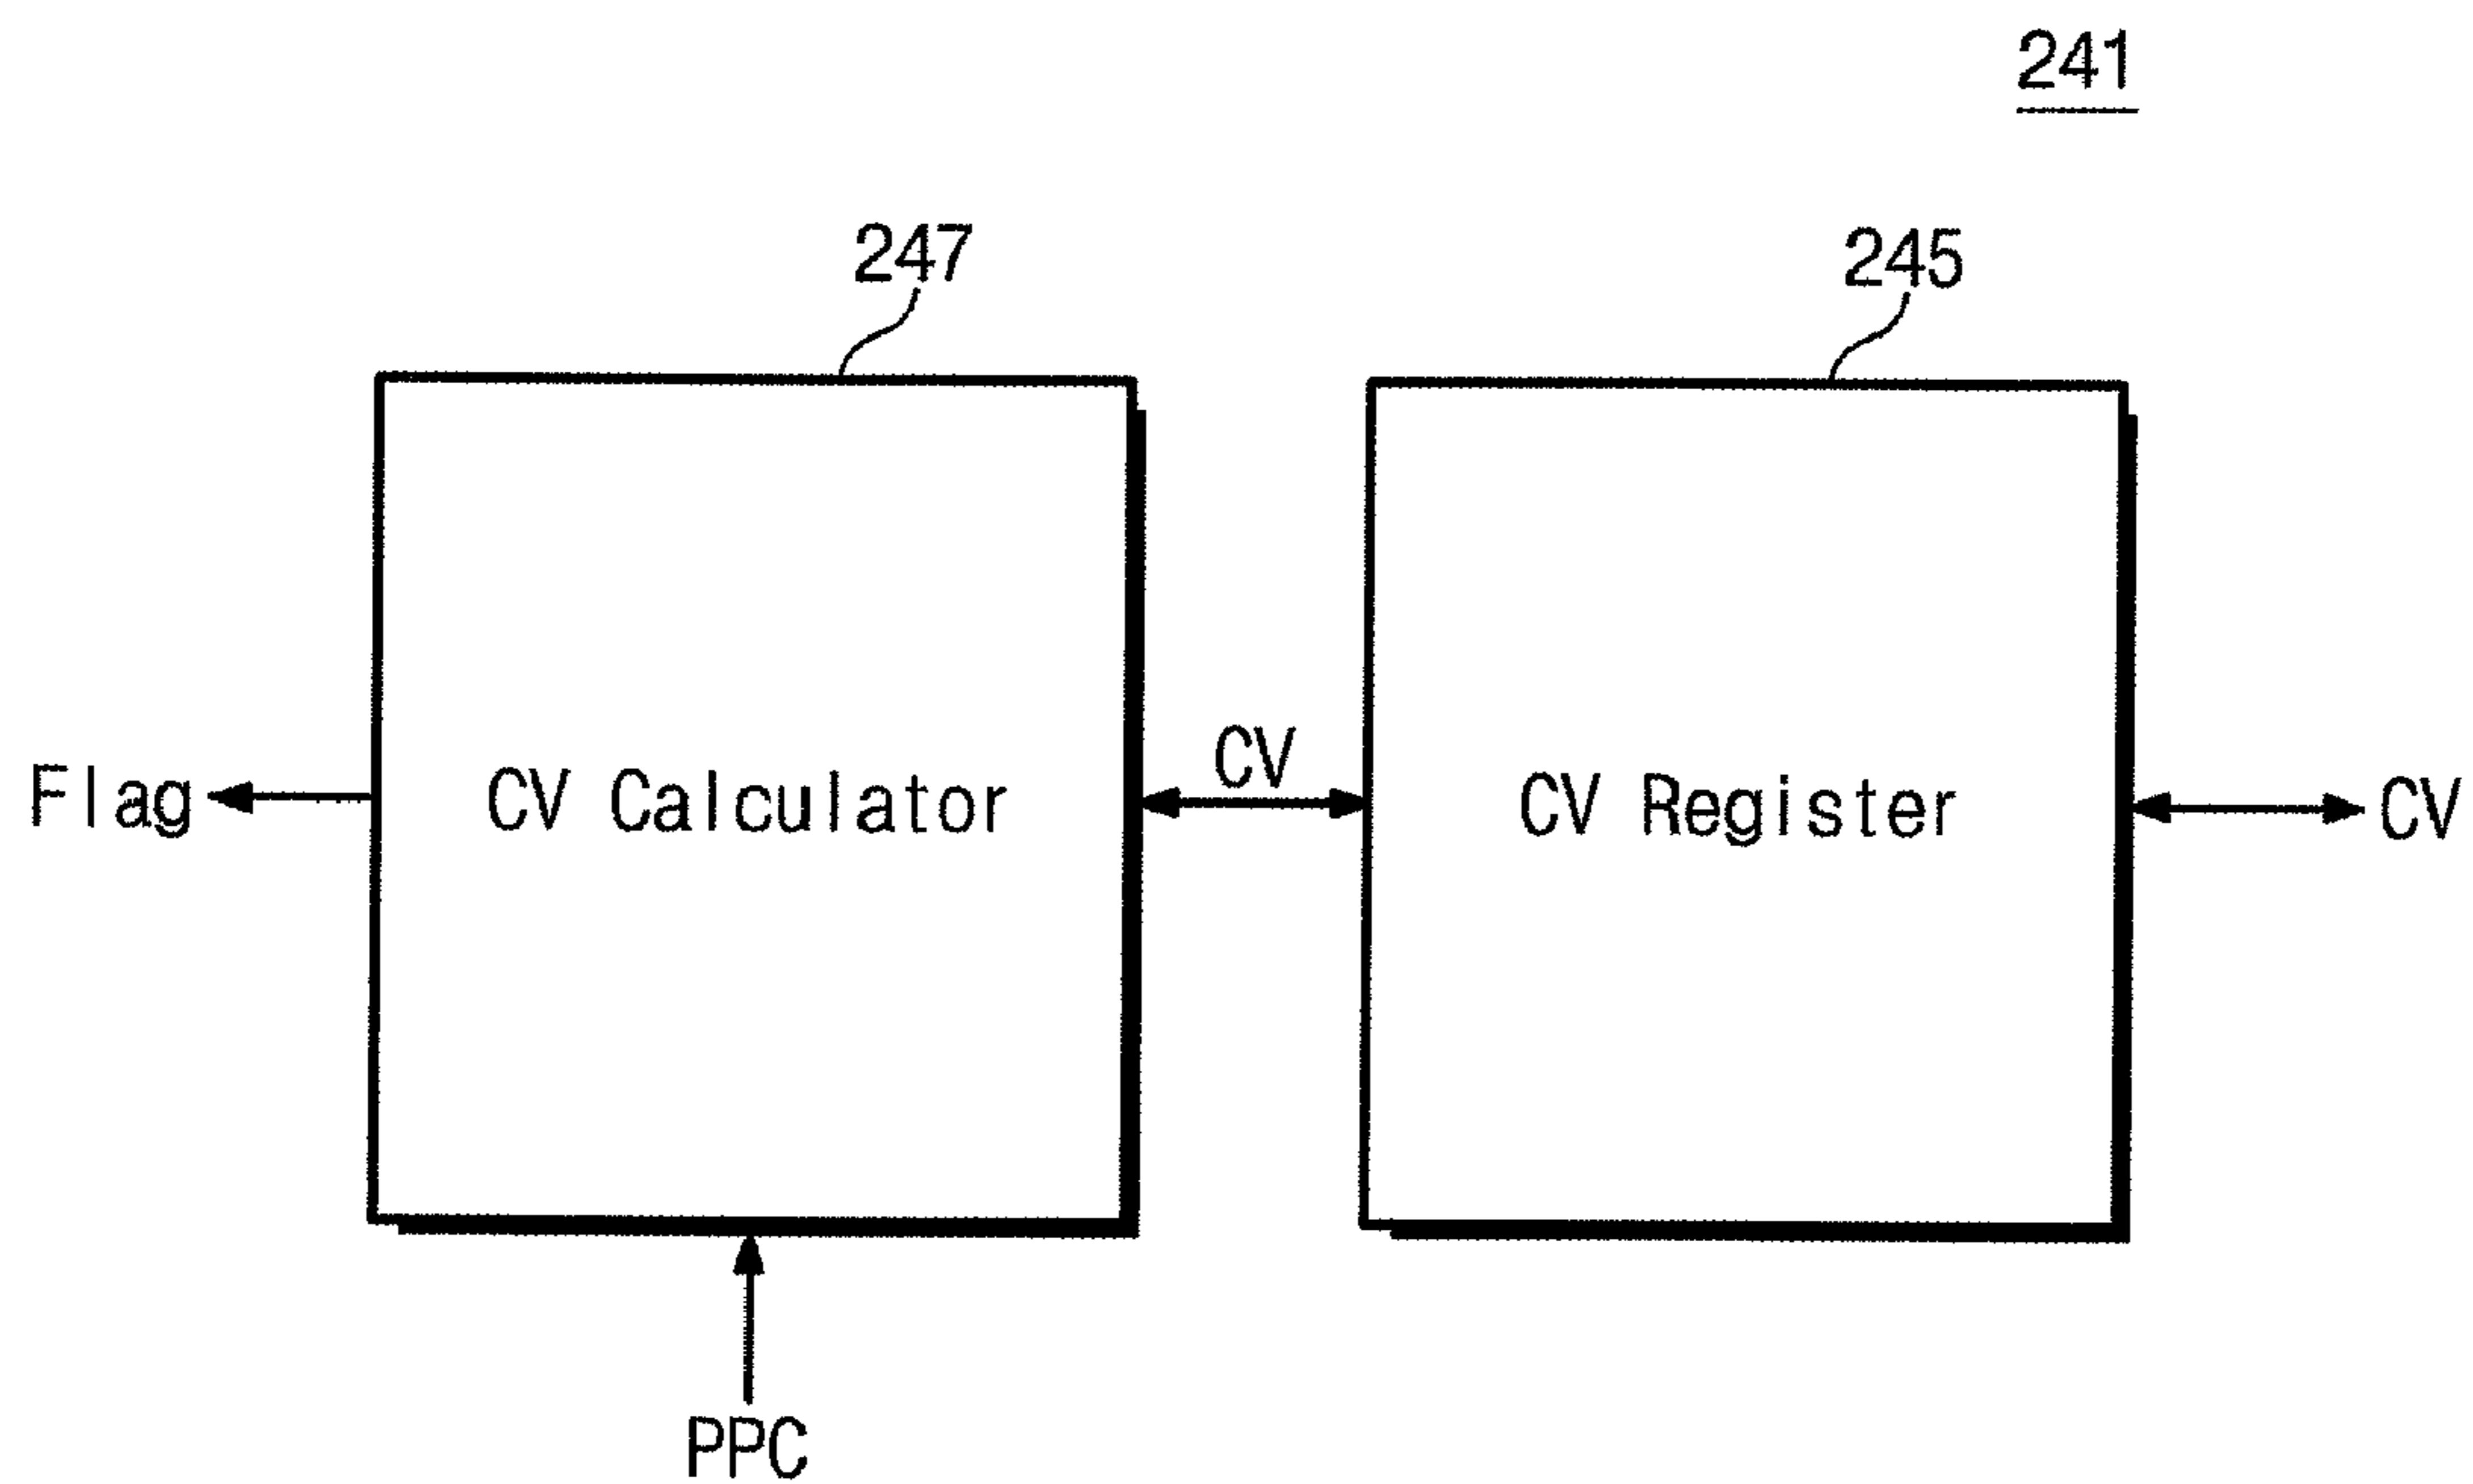 241
247
245
CV
Flag
CV Calculator
CV Register
CV
PPC